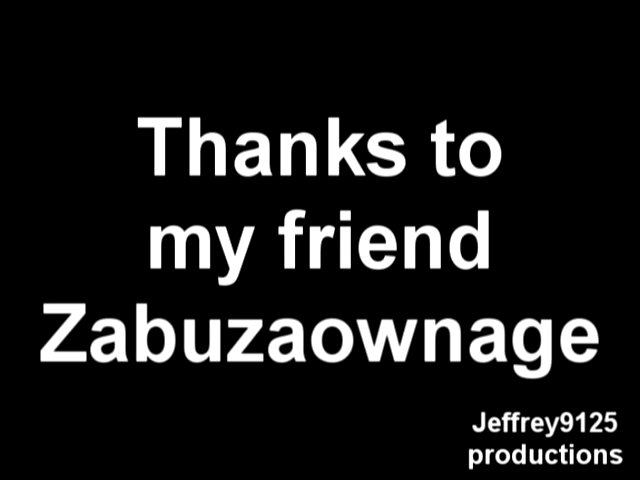 Thanks to
my friend
Zabuzaownage
Jeffrey9125
productions